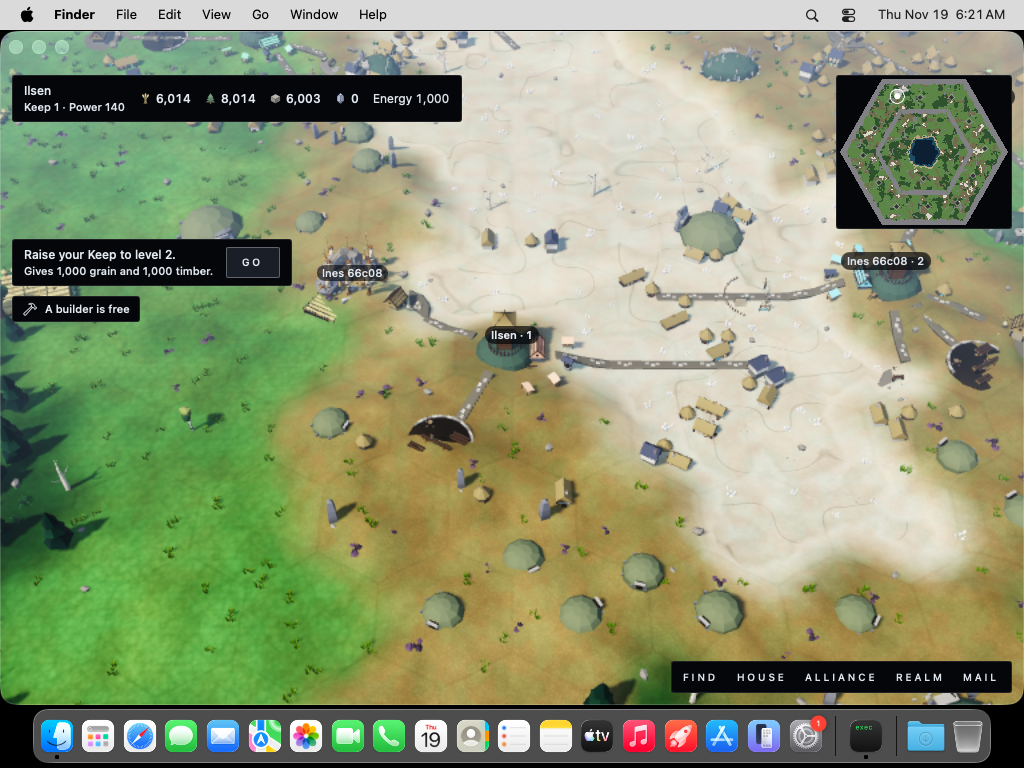 Finder File Edit View Go Window Help
Thu Nov 19 6:21 AM
Ilsen
Keep 1 · Power 140
6,014 8,014 6,003 0 Energy 1,000
Raise your Keep to level 2.
Gives 1,000 grain and 1,000 timber.
GO
A builder is free
Ines 66c08
Ines 66c08 · 2
Ilsen · 1
FIND HOUSE ALLIANCE REALM MAIL
Thu
19
tv
1
exec